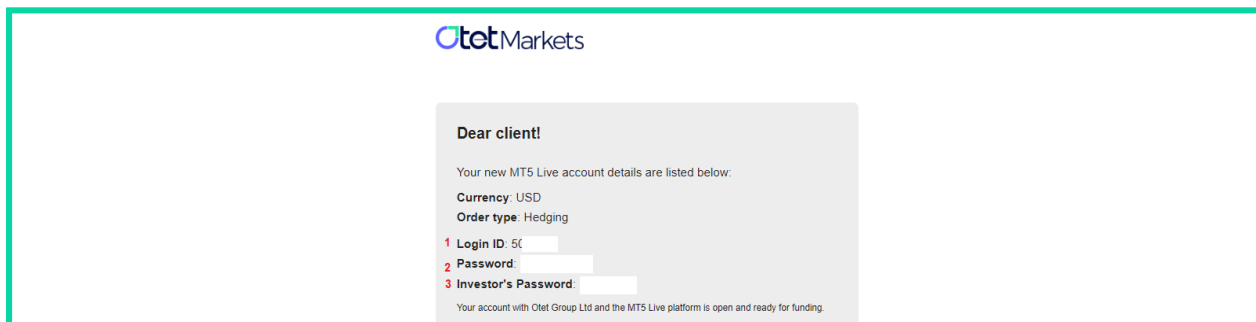 OtetMarkets
Dear client!
Your new MT5 Live account details are listed below:
Currency: USD
Order type: Hedging
1 Login ID: 50
2 Password:
3 Investor's Password:
Your account with Otet Group Ltd and the MT5 Live platform is open and ready for funding.